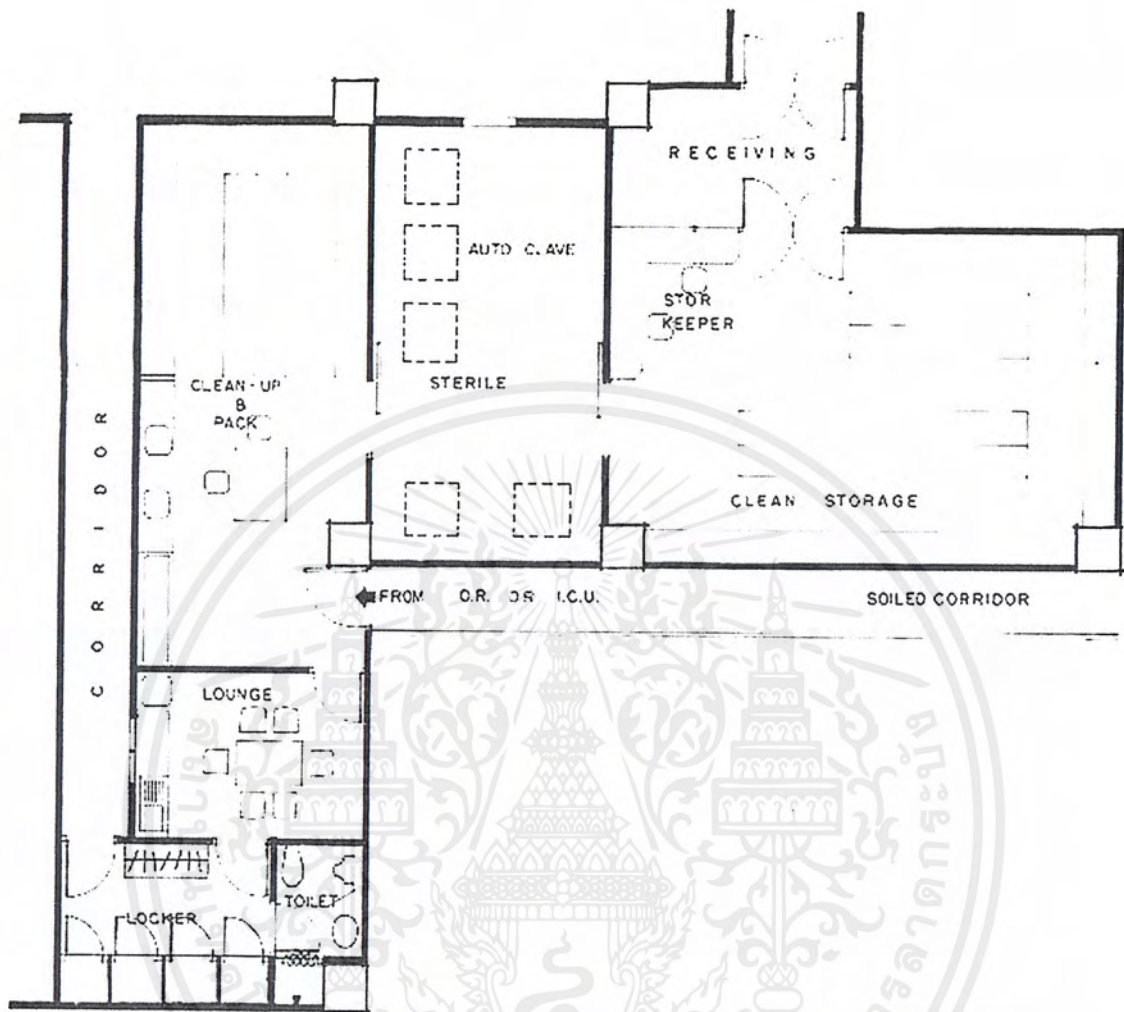 RECEIVING
AUTO CLAVE
STOR
KEEPER
CLEAN-UP
&
PACK
STERILE
CORRIDOR
CLEAN STORAGE
FROM O.R. OR I.C.U.
SOILED CORRIDOR
LOUNGE
TOILET
LOCKER